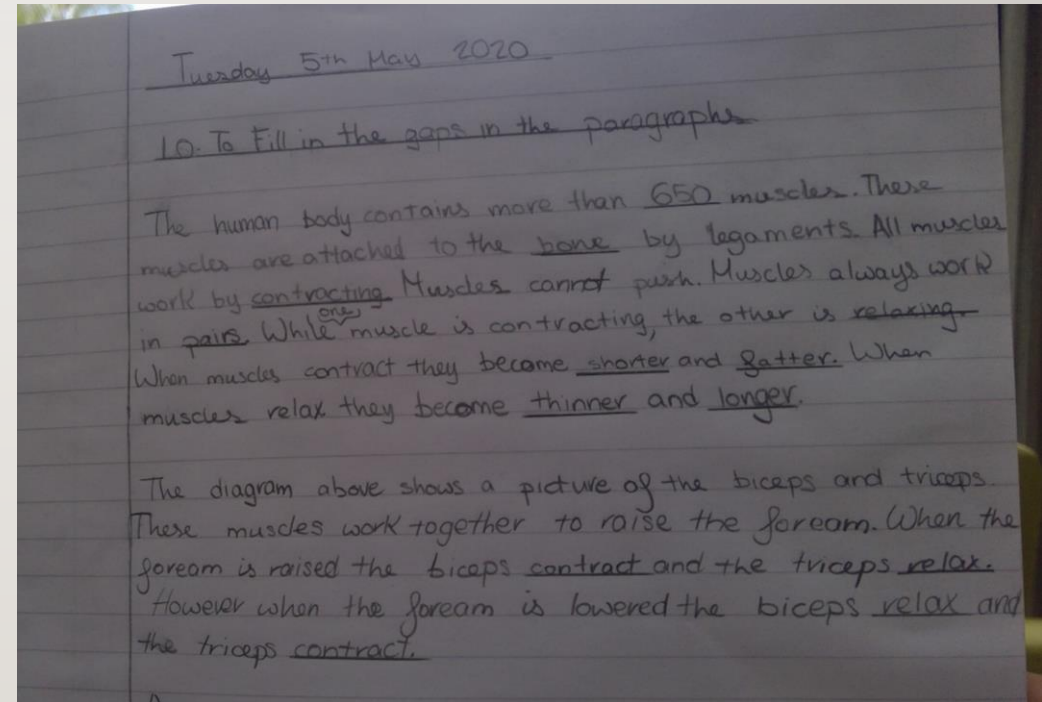 Tuesday 5th May 2020
LO. To Fill in the gaps in the paragraphs
The human body contains more than 650 muscles. These
muscles are attached to the bone by legaments. All muscles
work by contracting. Muscles cannot push. Muscles always work
in pairs. While one muscle is contracting, the other is relaxing.
When muscles contract they become shorter and fatter. When
muscles relax they become thinner and longer.
The diagram above shows a picture of the biceps and triceps.
These muscles work together to raise the foream. When the
foream is raised the biceps contract and the triceps relax.
However when the foream is lowered the biceps relax and
the triceps contract.